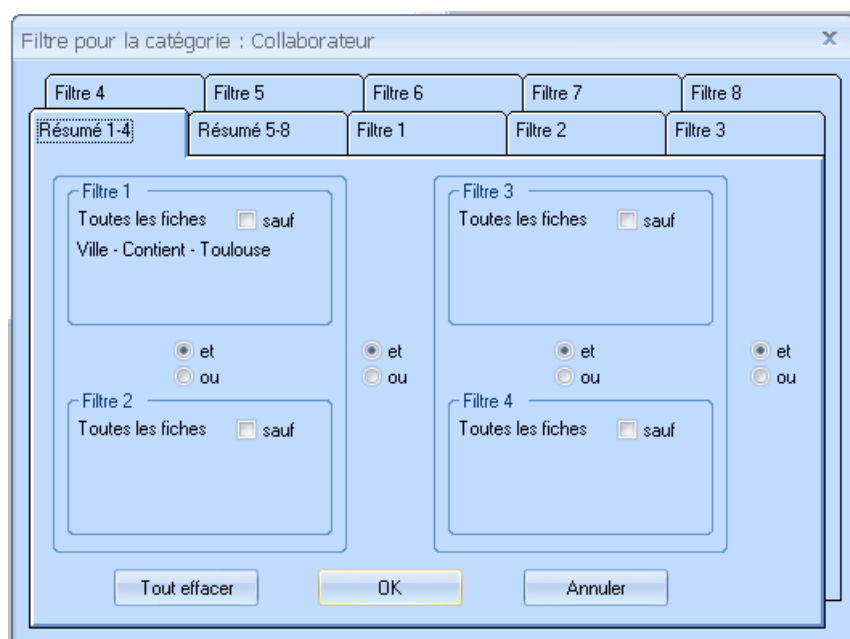 Filtre pour la catégorie : Collaborateur x
Filtre 4 Filtre 5 Filtre 6 Filtre 7 Filtre 8
Résumé 1-4 Résumé 5-8 Filtre 1 Filtre 2 Filtre 3
Filtre 1
Toutes les fiches sauf
Ville - Contient - Toulouse
Filtre 3
Toutes les fiches sauf
et et et et
ou ou ou ou
Filtre 2
Toutes les fiches sauf
Filtre 4
Toutes les fiches sauf
Tout effacer OK Annuler